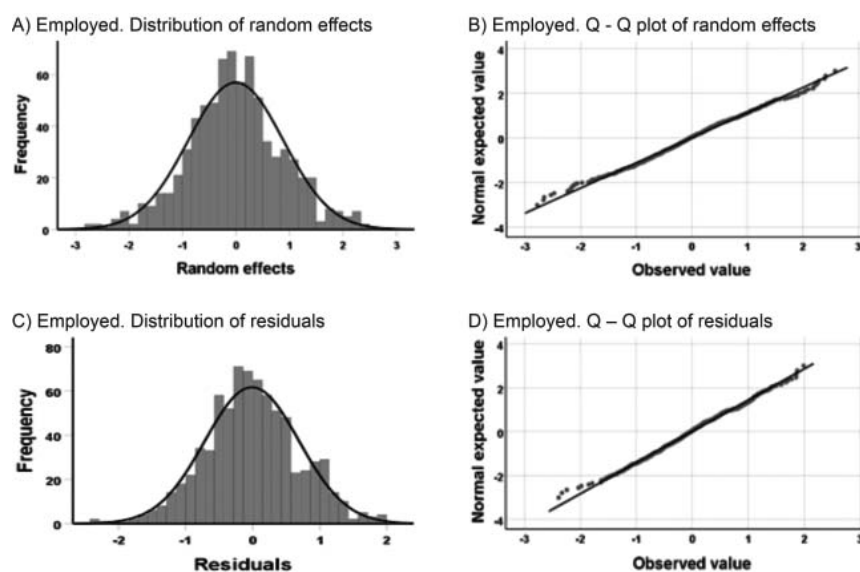 A) Employed. Distribution of random effects
Frequency
60
40
20
0
-3 -2 -1 0 1 2 3
Random effects
B) Employed. Q - Q plot of random effects
Normal expected value
4
2
0
-2
-4
-3 -2 -1 0 1 2 3
Observed value
C) Employed. Distribution of residuals
Frequency
80
60
40
20
0
-2 -1 0 1 2
Residuals
D) Employed. Q – Q plot of residuals
Normal expected value
4
2
0
-2
-4
-3 -2 -1 0 1 2 3
Observed value